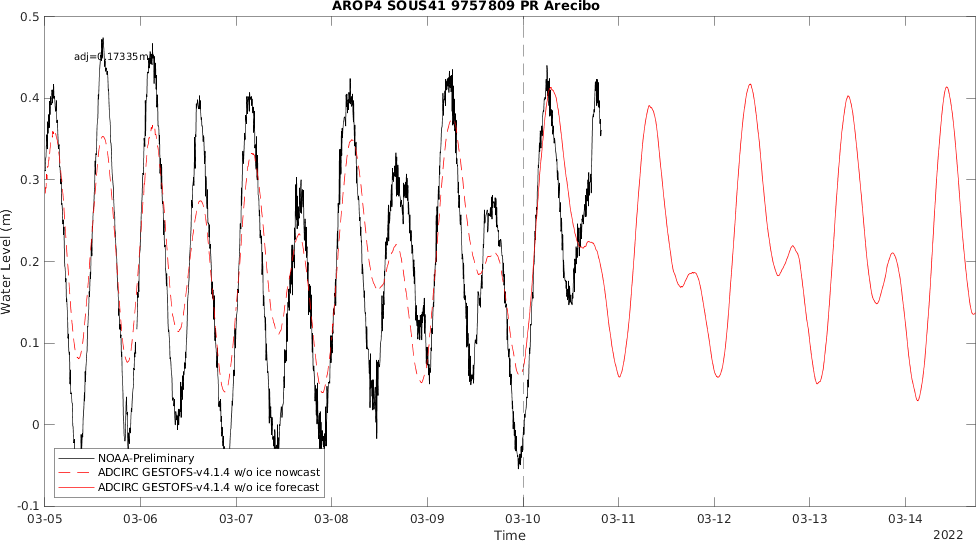 AROP4 SOUS41 9757809 PR Arecibo
adj=0.17335m
0.5
0.4
0.3
0.2
0.1
0
-0.1
Water Level (m)
NOAA-Preliminary
ADCIRC GESTOFS-v4.1.4 w/o ice nowcast
ADCIRC GESTOFS-v4.1.4 w/o ice forecast
03-05 03-06 03-07 03-08 03-09 03-10 03-11 03-12 03-13 03-14
Time
2022